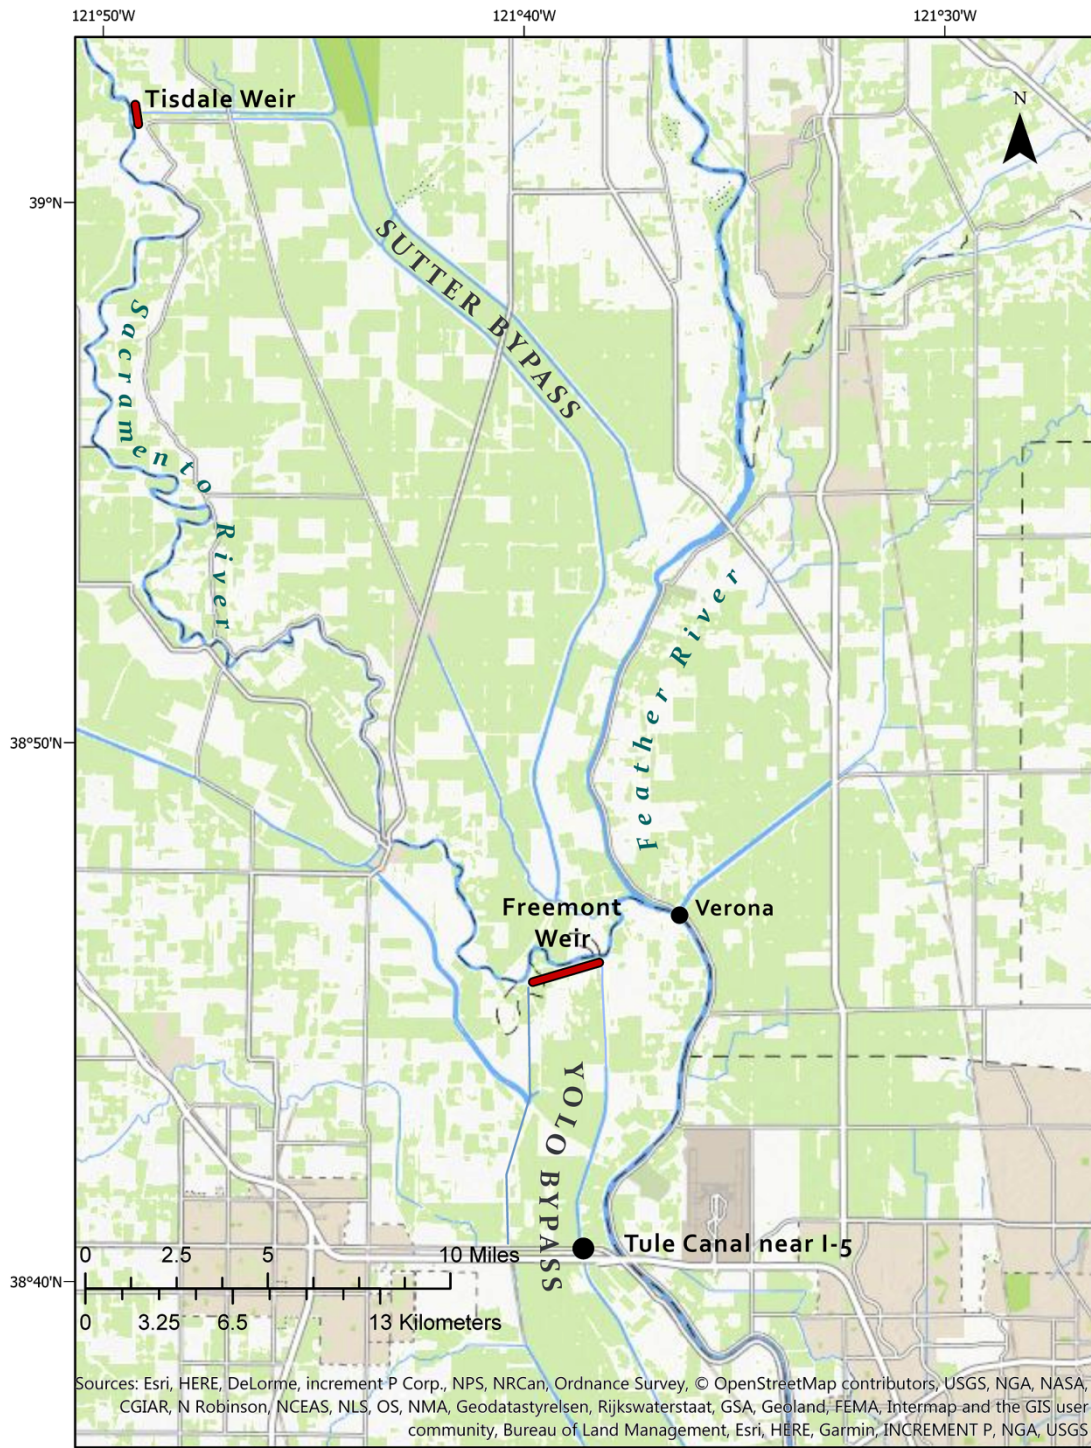 121°50'W 121°40'W 121°30'W
Tisdale Weir
N
39°N
SUTTER BYPASS
Sacramento River
Feather River
38°50'N
Freemont
Weir
Verona
YOLO BYPASS
Tule Canal near I-5
0 2.5 5 10 Miles
38°40'N
0 3.25 6.5 13 Kilometers
Sources: Esri, HERE, DeLorme, increment P Corp., NPS, NRCan, Ordnance Survey, © OpenStreetMap contributors, USGS, NGA, NASA,
CGIAR, N Robinson, NCEAS, NLS, OS, NMA, Geodatastyrelsen, Rijkswaterstaat, GSA, Geoland, FEMA, Intermap and the GIS user
community, Bureau of Land Management, Esri, HERE, Garmin, INCREMENT P, NGA, USGS